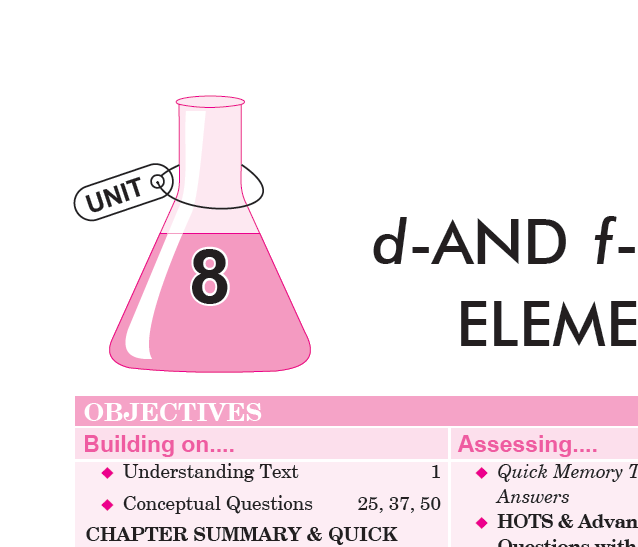 UNIT
8
d-AND f-
ELEME
OBJECTIVES
Building on....
Understanding Text 1
Conceptual Questions 25, 37, 50
CHAPTER SUMMARY & QUICK
Assessing....
Quick Memory T
Answers
HOTS & Advan
Questions with